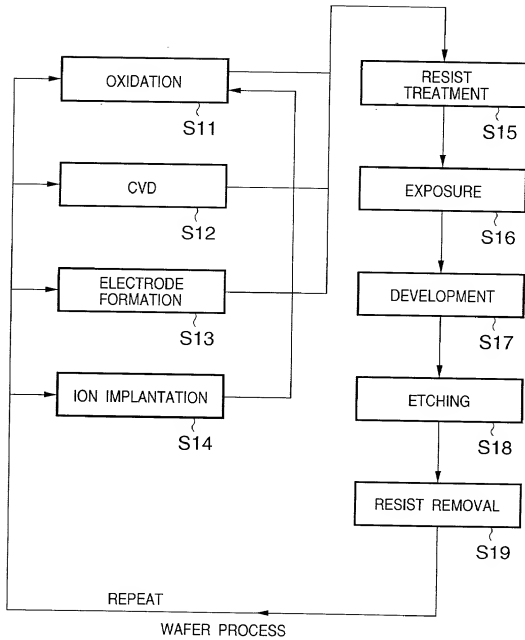 OXIDATION
S11
CVD
S12
ELECTRODE
FORMATION
S13
ION IMPLANTATION
S14
RESIST
TREATMENT
S15
EXPOSURE
S16
DEVELOPMENT
S17
ETCHING
S18
RESIST REMOVAL
S19
REPEAT
WAFER PROCESS